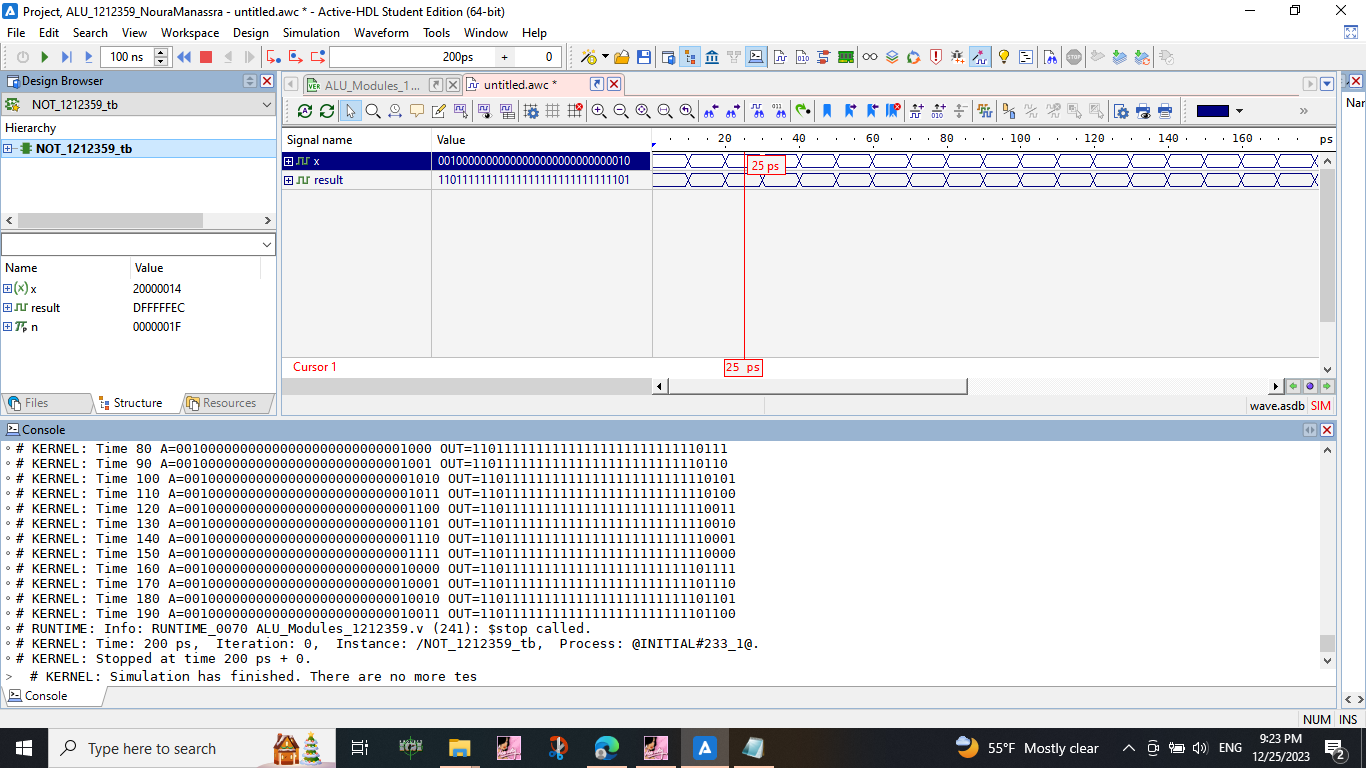 Project, ALU_1212359_NouraManassra - untitled.awc * - Active-HDL Student Edition (64-bit)
File Edit Search View Workspace Design Simulation Waveform Tools Window Help
100 ns 200ps + 0
Design Browser
NOT_1212359_tb
Hierarchy
NOT_1212359_tb
Name Value
x 20000014
result DFFFFFEC
n 0000001F
Files Structure Resources
ALU_Modules_1... untitled.awc *
Signal name Value 20 40 60 80 100 120 140 160 ps
x 00100000000000000000000000000010
result 11011111111111111111111111111101
25 ps
Cursor 1
25 ps
wave.asdb SIM
Nar
Console
# KERNEL: Time 80 A=00100000000000000000000000001000 OUT=11011111111111111111111111110111
# KERNEL: Time 90 A=00100000000000000000000000001001 OUT=11011111111111111111111111110110
# KERNEL: Time 100 A=00100000000000000000000000001010 OUT=11011111111111111111111111110101
# KERNEL: Time 110 A=00100000000000000000000000001011 OUT=11011111111111111111111111110100
# KERNEL: Time 120 A=00100000000000000000000000001100 OUT=11011111111111111111111111110011
# KERNEL: Time 130 A=00100000000000000000000000001101 OUT=11011111111111111111111111110010
# KERNEL: Time 140 A=00100000000000000000000000001110 OUT=11011111111111111111111111110001
# KERNEL: Time 150 A=00100000000000000000000000001111 OUT=11011111111111111111111111110000
# KERNEL: Time 160 A=00100000000000000000000000010000 OUT=11011111111111111111111111101111
# KERNEL: Time 170 A=00100000000000000000000000010001 OUT=11011111111111111111111111101110
# KERNEL: Time 180 A=00100000000000000000000000010010 OUT=11011111111111111111111111101101
# KERNEL: Time 190 A=00100000000000000000000000010011 OUT=11011111111111111111111111101100
# RUNTIME: Info: RUNTIME_0070 ALU_Modules_1212359.v (241): $stop called.
# KERNEL: Time: 200 ps, Iteration: 0, Instance: /NOT_1212359_tb, Process: @INITIAL#233_1@.
# KERNEL: Stopped at time 200 ps + 0.
> # KERNEL: Simulation has finished. There are no more tes
Console
NUM INS
Type here to search
55°F Mostly clear
ENG
9:23 PM
12/25/2023
2